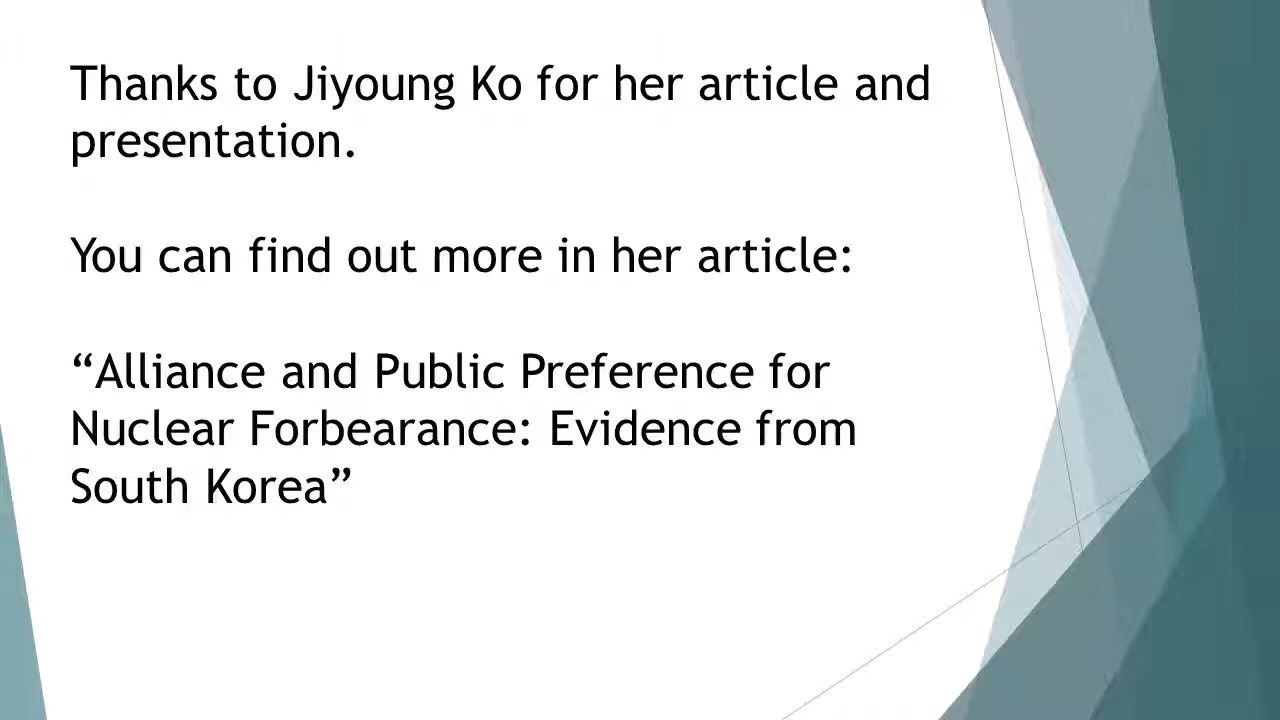 Thanks to Jiyoung Ko for her article and
presentation.
You can find out more in her article:
“Alliance and Public Preference for
Nuclear Forbearance: Evidence from
South Korea”